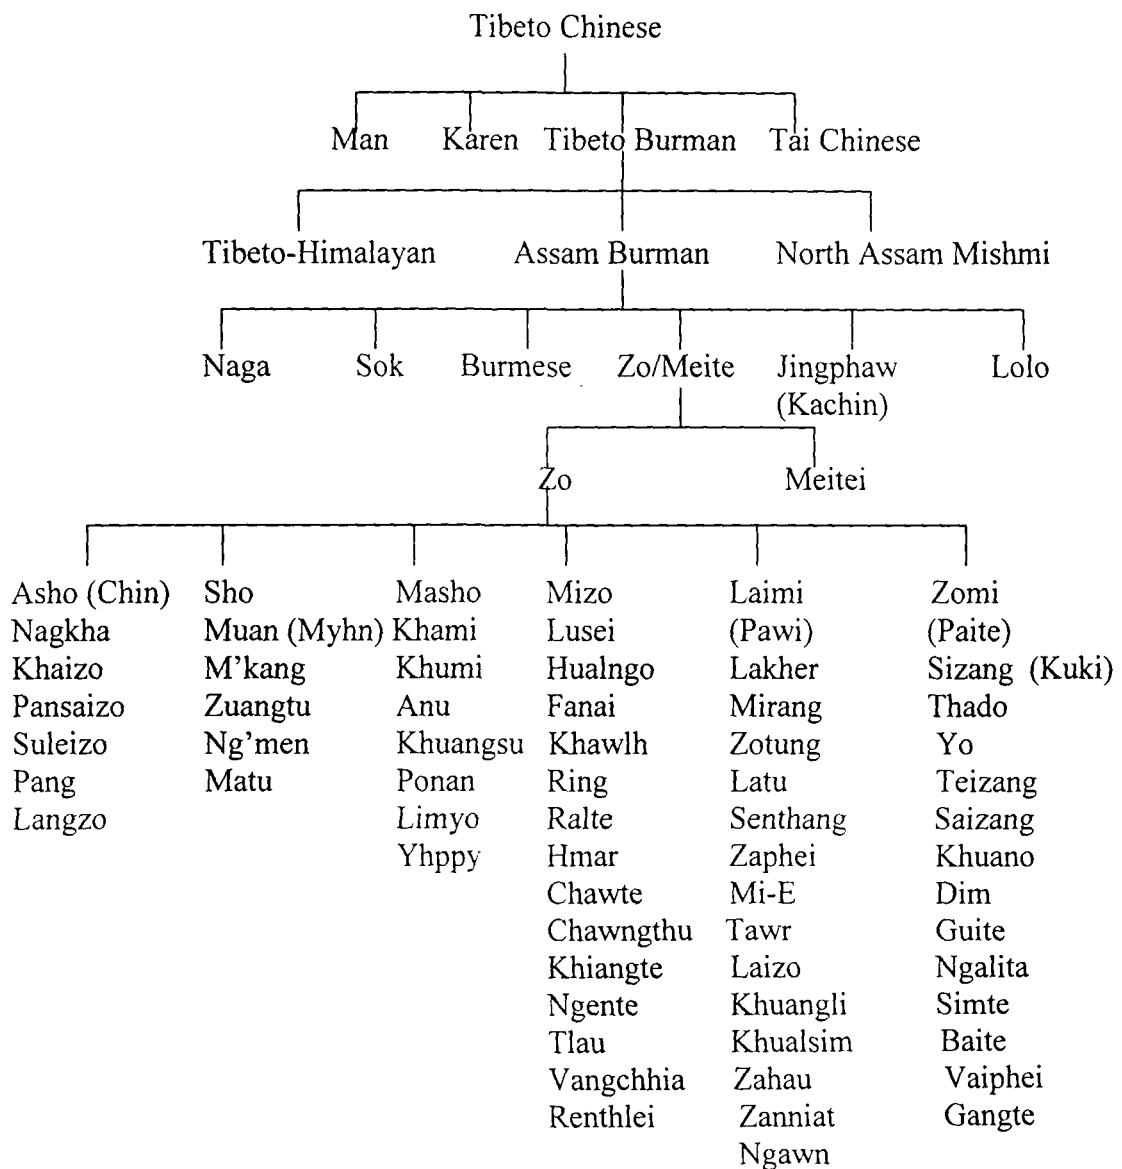 Tibeto Chinese
Man Karen Tibeto Burman Tai Chinese
Tibeto-Himalayan Assam Burman North Assam Mishmi
Naga Sok Burmese Zo/Meite Jingphaw Lolo
(Kachin)
Zo Meitei
Asho (Chin) Sho Masho Mizo Laimi Zomi
Nagkha Muan (Myhn) Khami Lusei (Pawi) (Paite)
Khaizo M'kang Khumi Hualngo Lakher Sizang (Kuki)
Pansaizo Zuangtu Anu Fanai Mirang Thado
Suleizo Ng'men Khuangsu Khawlh Zotung Yo
Pang Matu Ponan Ring Latu Teizang
Langzo Limyo Ralte Senthang Saizang
Yhppy Hmar Zaphei Khuano
Chawte Mi-E Dim
Chawngthu Tawr Guite
Khiangte Laizo Ngalita
Ngente Khuangli Simte
Tlau Khualsim Baite
Vangchhia Zahau Vaiphei
Renthlei Zanniat Gangte
Ngawn